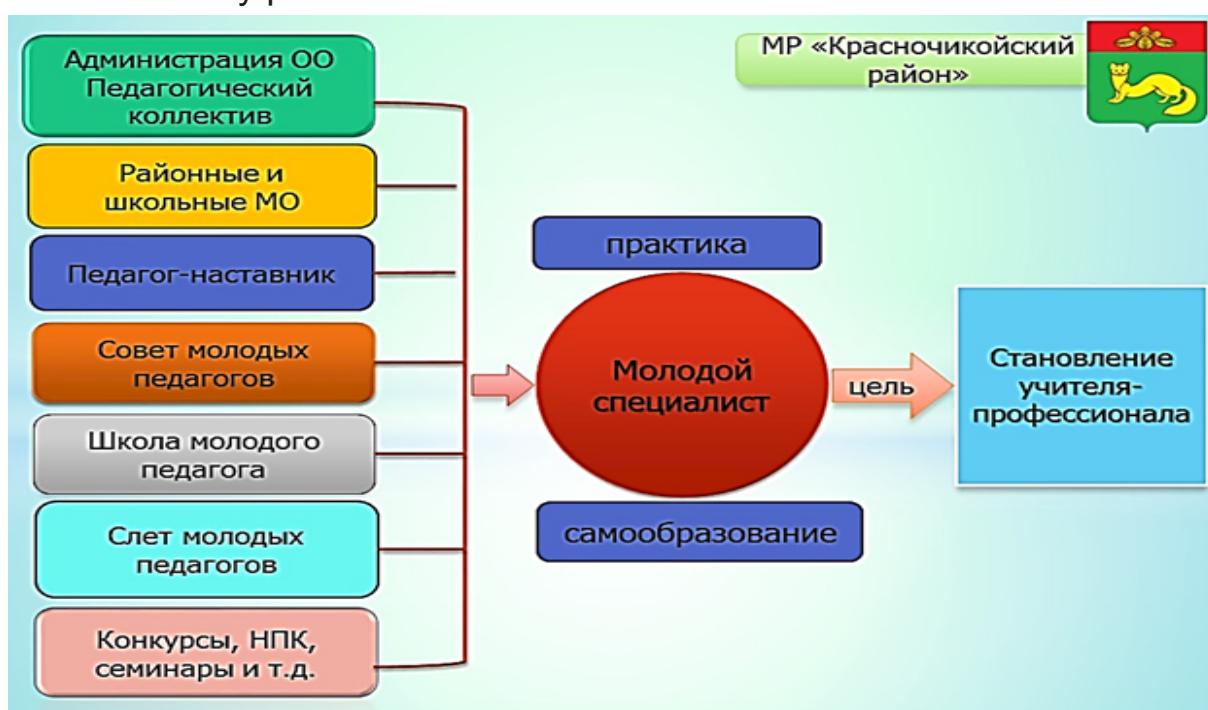 МР «Красночикойский
район»
Администрация ОО
Педагогический
коллектив
Районные и
школьные МО
Педагог-наставник
Совет молодых
педагогов
Школа молодого
педагога
Слет молодых
педагогов
Конкурсы, НПК,
семинары и т.д.
практика
Молодой
специалист
самообразование
цель
Становление
учителя-
профессионала